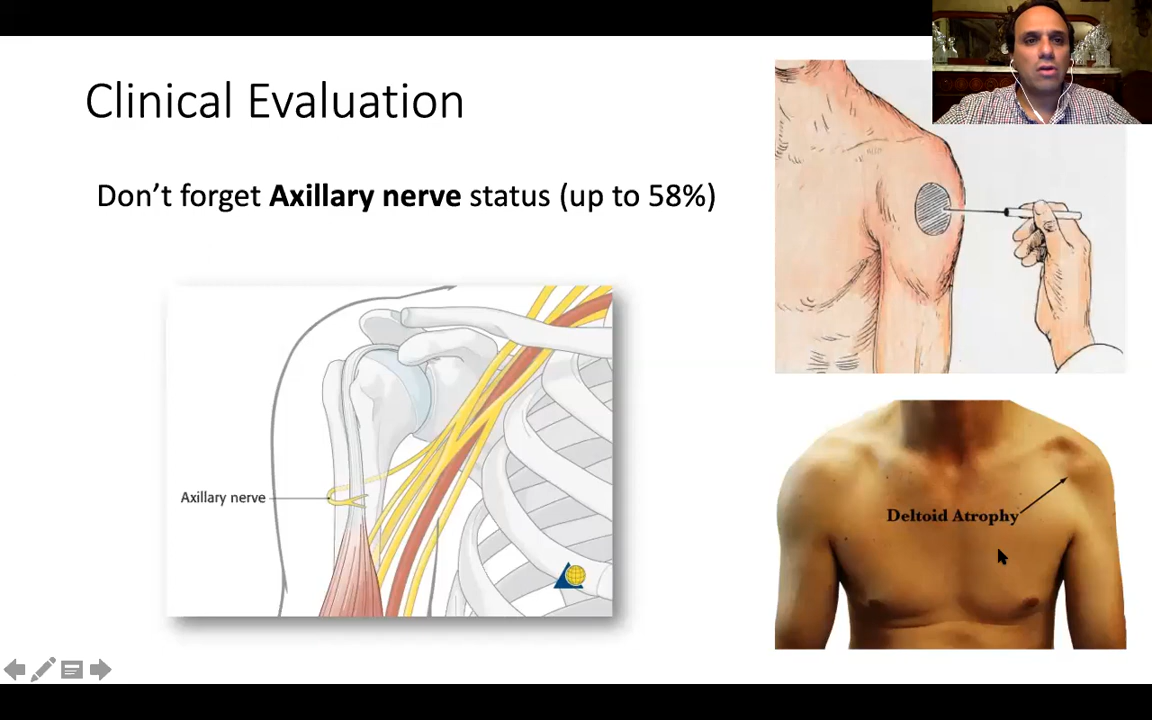 Clinical Evaluation
Don’t forget Axillary nerve status (up to 58%)
Axillary nerve
Deltoid Atrophy